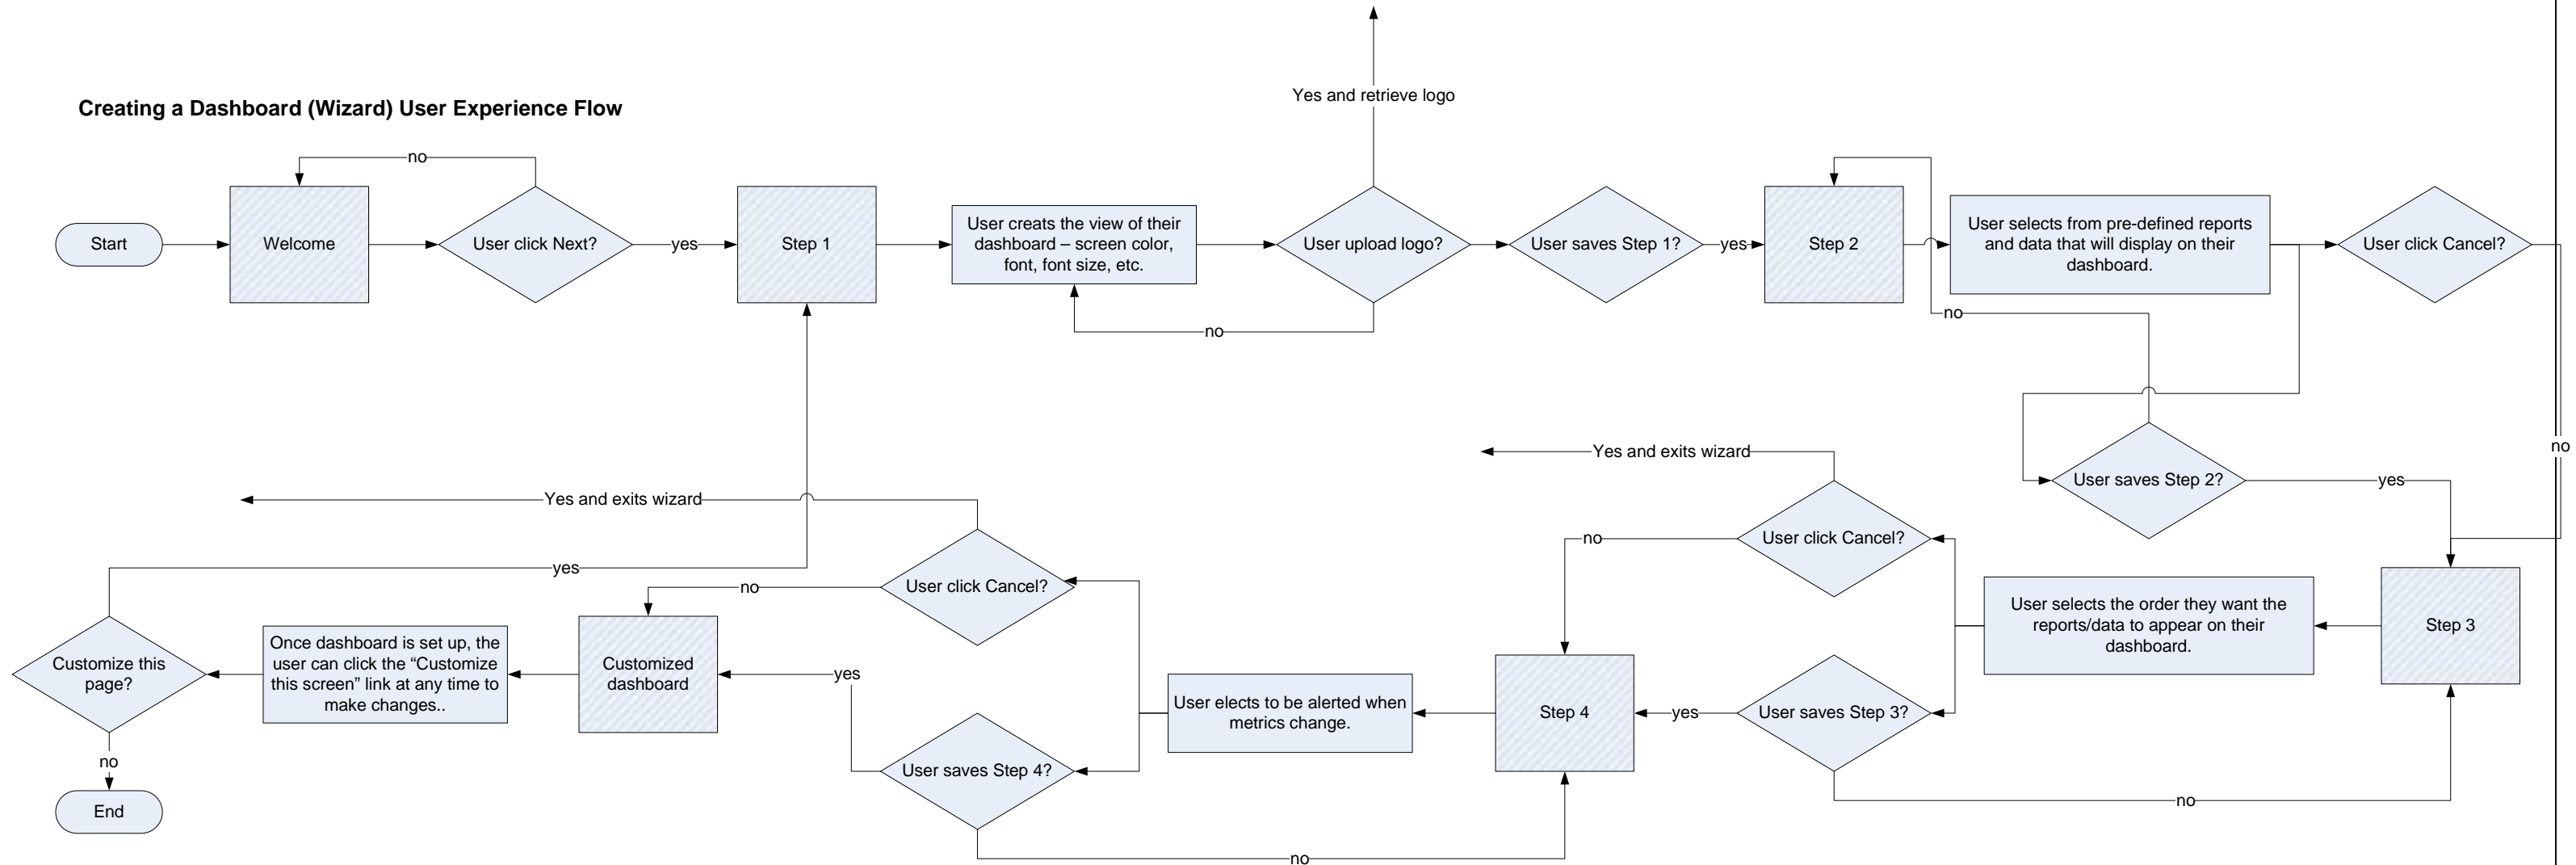 Yes and retrieve logo
Creating a Dashboard (Wizard) User Experience Flow
no
Start
Welcome
User click Next?
yes
Step 1
User creats the view of their
dashboard – screen color,
font, font size, etc.
User upload logo?
no
User saves Step 1?
yes
Step 2
User selects from pre-defined reports
and data that will display on their
dashboard.
User click Cancel?
no
no
User saves Step 2?
yes
Step 3
User selects the order they want the
reports/data to appear on their
dashboard.
Yes and exits wizard
User click Cancel?
no
User saves Step 3?
yes
no
Step 4
User elects to be alerted when
metrics change.
Yes and exits wizard
User click Cancel?
no
User saves Step 4?
yes
no
Customized
dashboard
Once dashboard is set up, the
user can click the “Customize
this screen” link at any time to
make changes..
Customize this
page?
yes
no
End